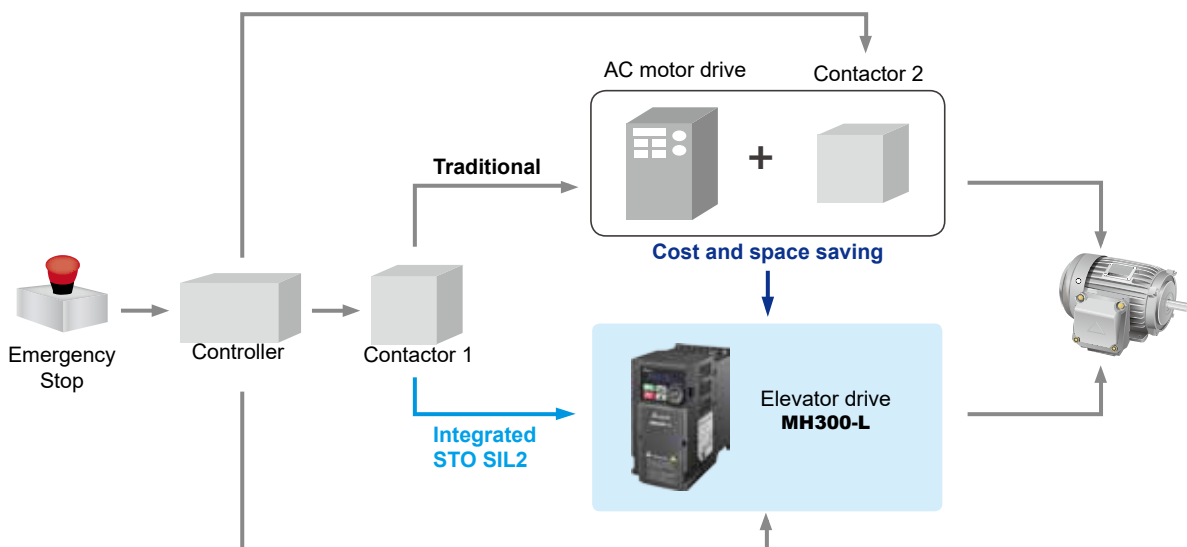 AC motor drive
Contactor 2
Traditional
Cost and space saving
Emergency
Stop
Controller
Contactor 1
Elevator drive
MH300-L
Integrated
STO SIL2